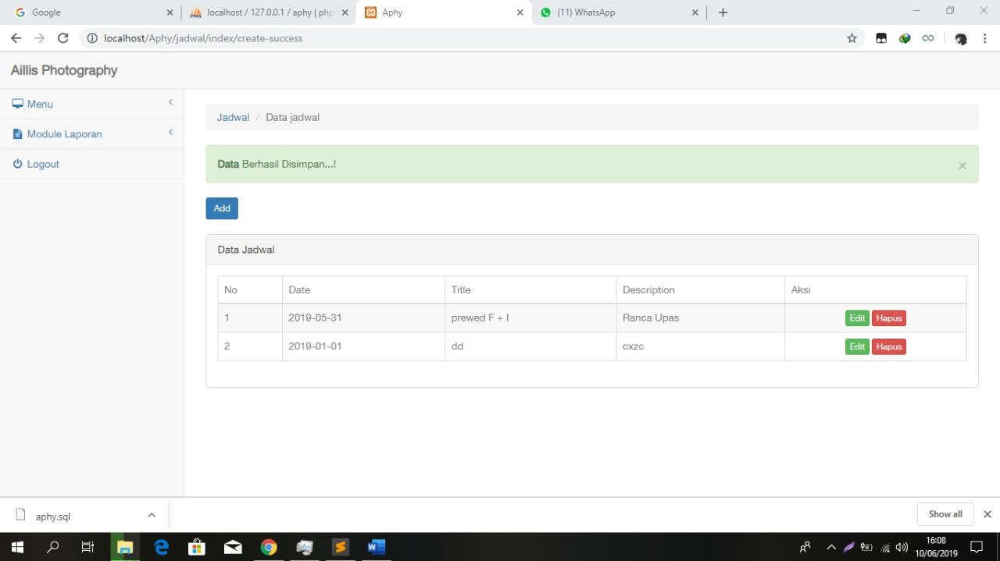 Google
localhost / 127.0.0.1 / aphy | php
Aphy
(11) WhatsApp
localhost/Aphy/jadwal/index/create-success
Aillis Photography
Menu
Module Laporan
Logout
Jadwal / Data jadwal
Data Berhasil Disimpan...!
×
Add
Data Jadwal
No Date Title Description Aksi
1 2019-05-31 prewed F + I Ranca Upas Edit Hapus
2 2019-01-01 dd cxzc Edit Hapus
aphy.sql
Show all
16:08
10/06/2019